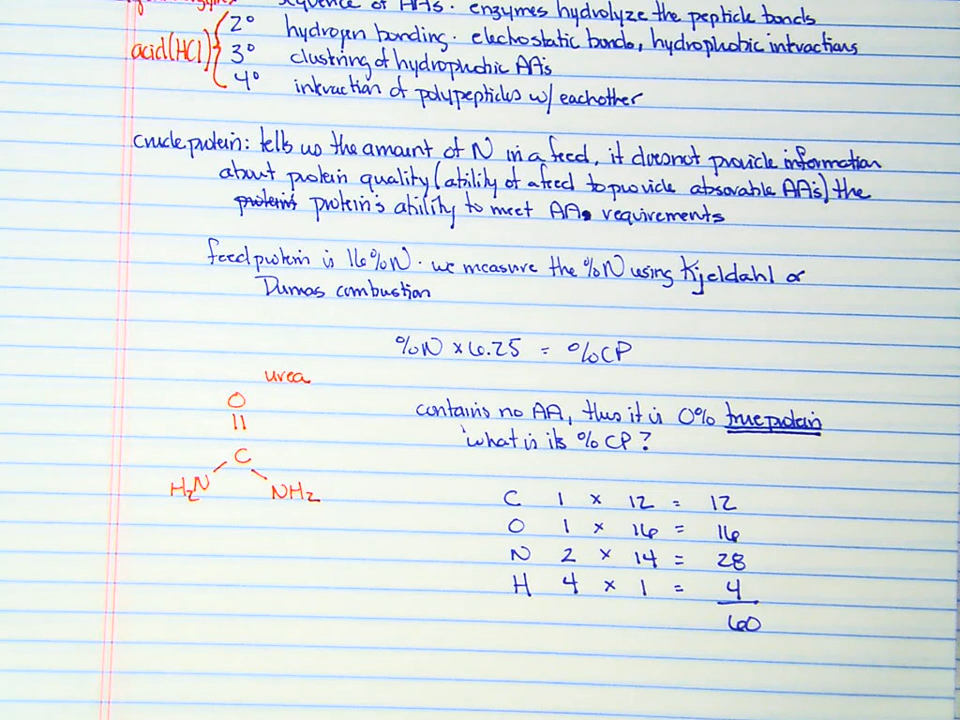 sequence of AAs. enzymes hydrolyze the peptide bonds
acid (HCl) { 2° hydrogen bonding. electrostatic bonds, hydrophobic interactions
3° clustring of hydrophobic AAs
4° interaction of polypeptides w/ eachother
crude protein: tells us the amount of N in a feed, it does not provide information
about protein quality (ability of a feed to provide absorbable AA's) the
proteins protein's ability to meet AAs requirements
feed protein is 16% N. we measure the %N using Kjeldahl or
Dumas combustion
%N x 6.25 = %CP
urea
O
||
C
H₂N NH₂
contains no AA, thus it is 0% true protein
what is its % CP?
C 1 x 12 = 12
O 1 x 16 = 16
N 2 x 14 = 28
H 4 x 1 = 4
60